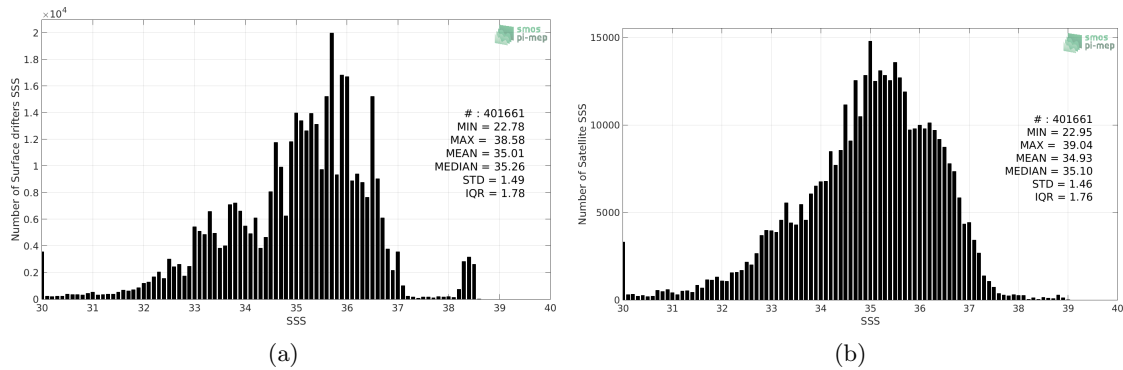 ×10⁴
smos
pi-mep
2
1.8
1.6
1.4
1.2
1
0.8
0.6
0.4
0.2
0
Number of Surface drifters SSS
# : 401661
MIN = 22.78
MAX = 38.58
MEAN = 35.01
MEDIAN = 35.26
STD = 1.49
IQR = 1.78
30 31 32 33 34 35 36 37 38 39 40
SSS
(a)
smos
pi-mep
15000
10000
5000
0
Number of Satellite SSS
# : 401661
MIN = 22.95
MAX = 39.04
MEAN = 34.93
MEDIAN = 35.10
STD = 1.46
IQR = 1.76
30 31 32 33 34 35 36 37 38 39 40
SSS
(b)